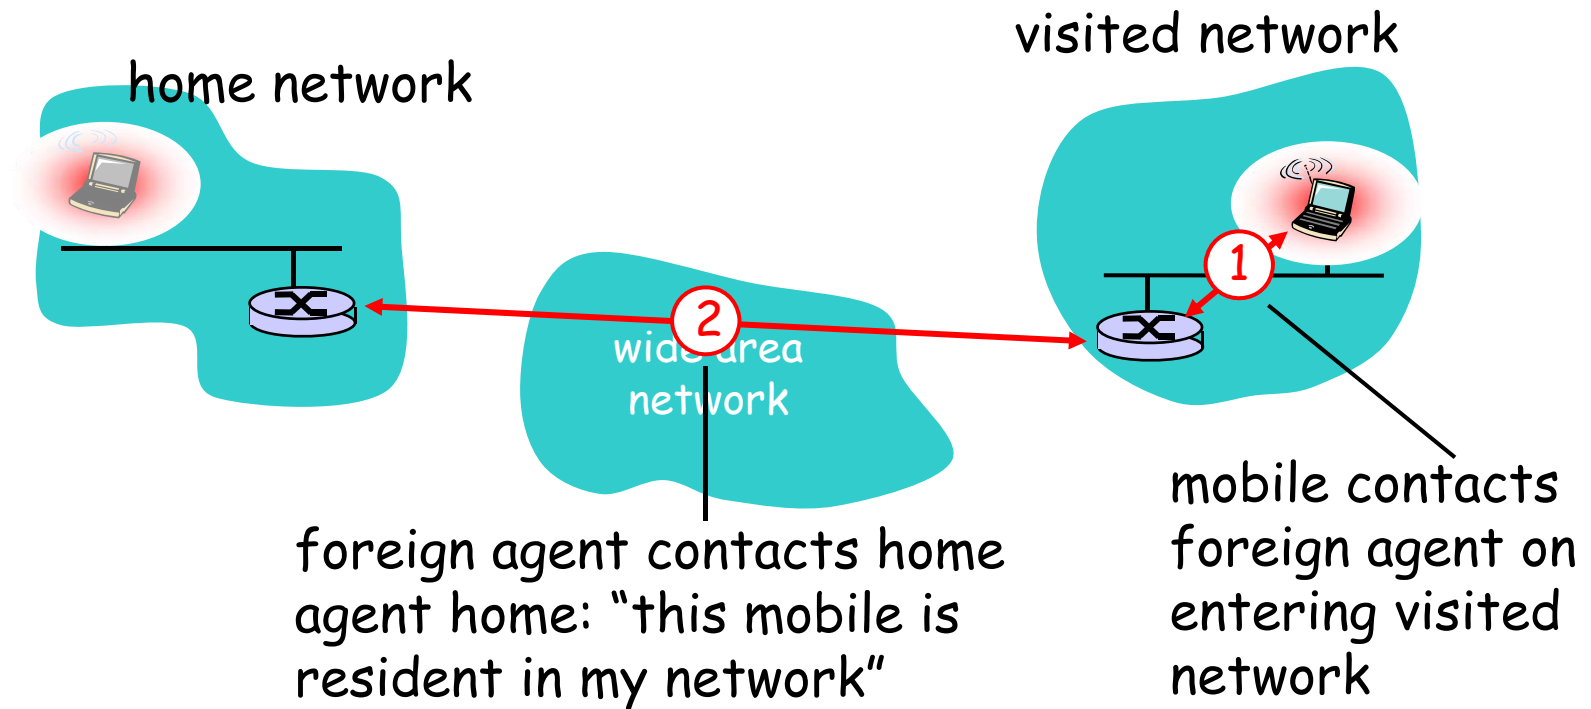 visited network
home network
1
2
wide area
network
foreign agent contacts home
agent home: “this mobile is
resident in my network”
mobile contacts
foreign agent on
entering visited
network